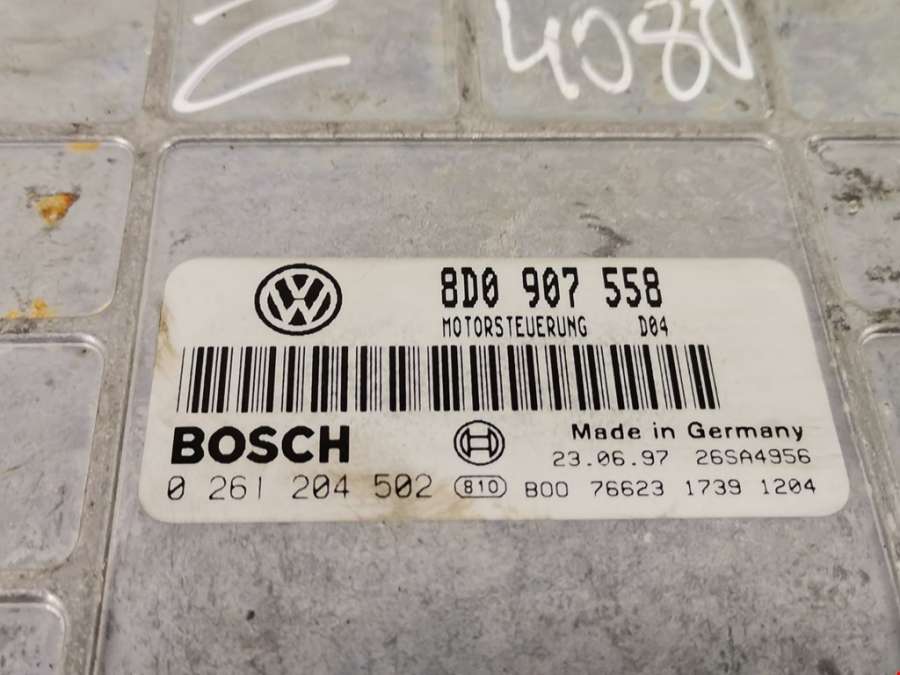 Z 4080
8D0 907 558
MOTORSTEUERUNG D04
BOSCH
Made in Germany
23.06.97 26SA4956
0 261 204 502 810 B00 76623 1739 1204